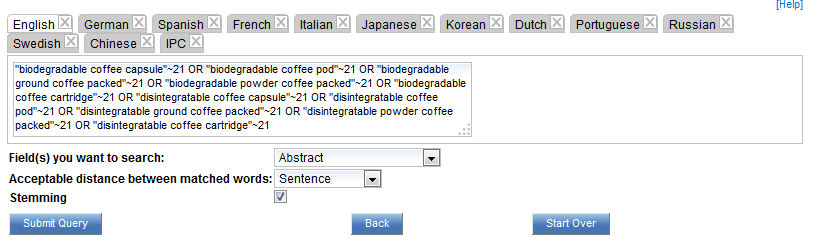 [Help]
English German Spanish French Italian Japanese Korean Dutch Portuguese Russian
Swedish Chinese IPC
"biodegradable coffee capsule"~21 OR "biodegradable coffee pod"~21 OR "biodegradable
ground coffee packed"~21 OR "biodegradable powder coffee packed"~21 OR "biodegradable
coffee cartridge"~21 OR "disintegratable coffee capsule"~21 OR "disintegratable coffee
pod"~21 OR "disintegratable ground coffee packed"~21 OR "disintegratable powder coffee
packed"~21 OR "disintegratable coffee cartridge"~21
Field(s) you want to search: Abstract
Acceptable distance between matched words: Sentence
Stemming
Submit Query Back Start Over